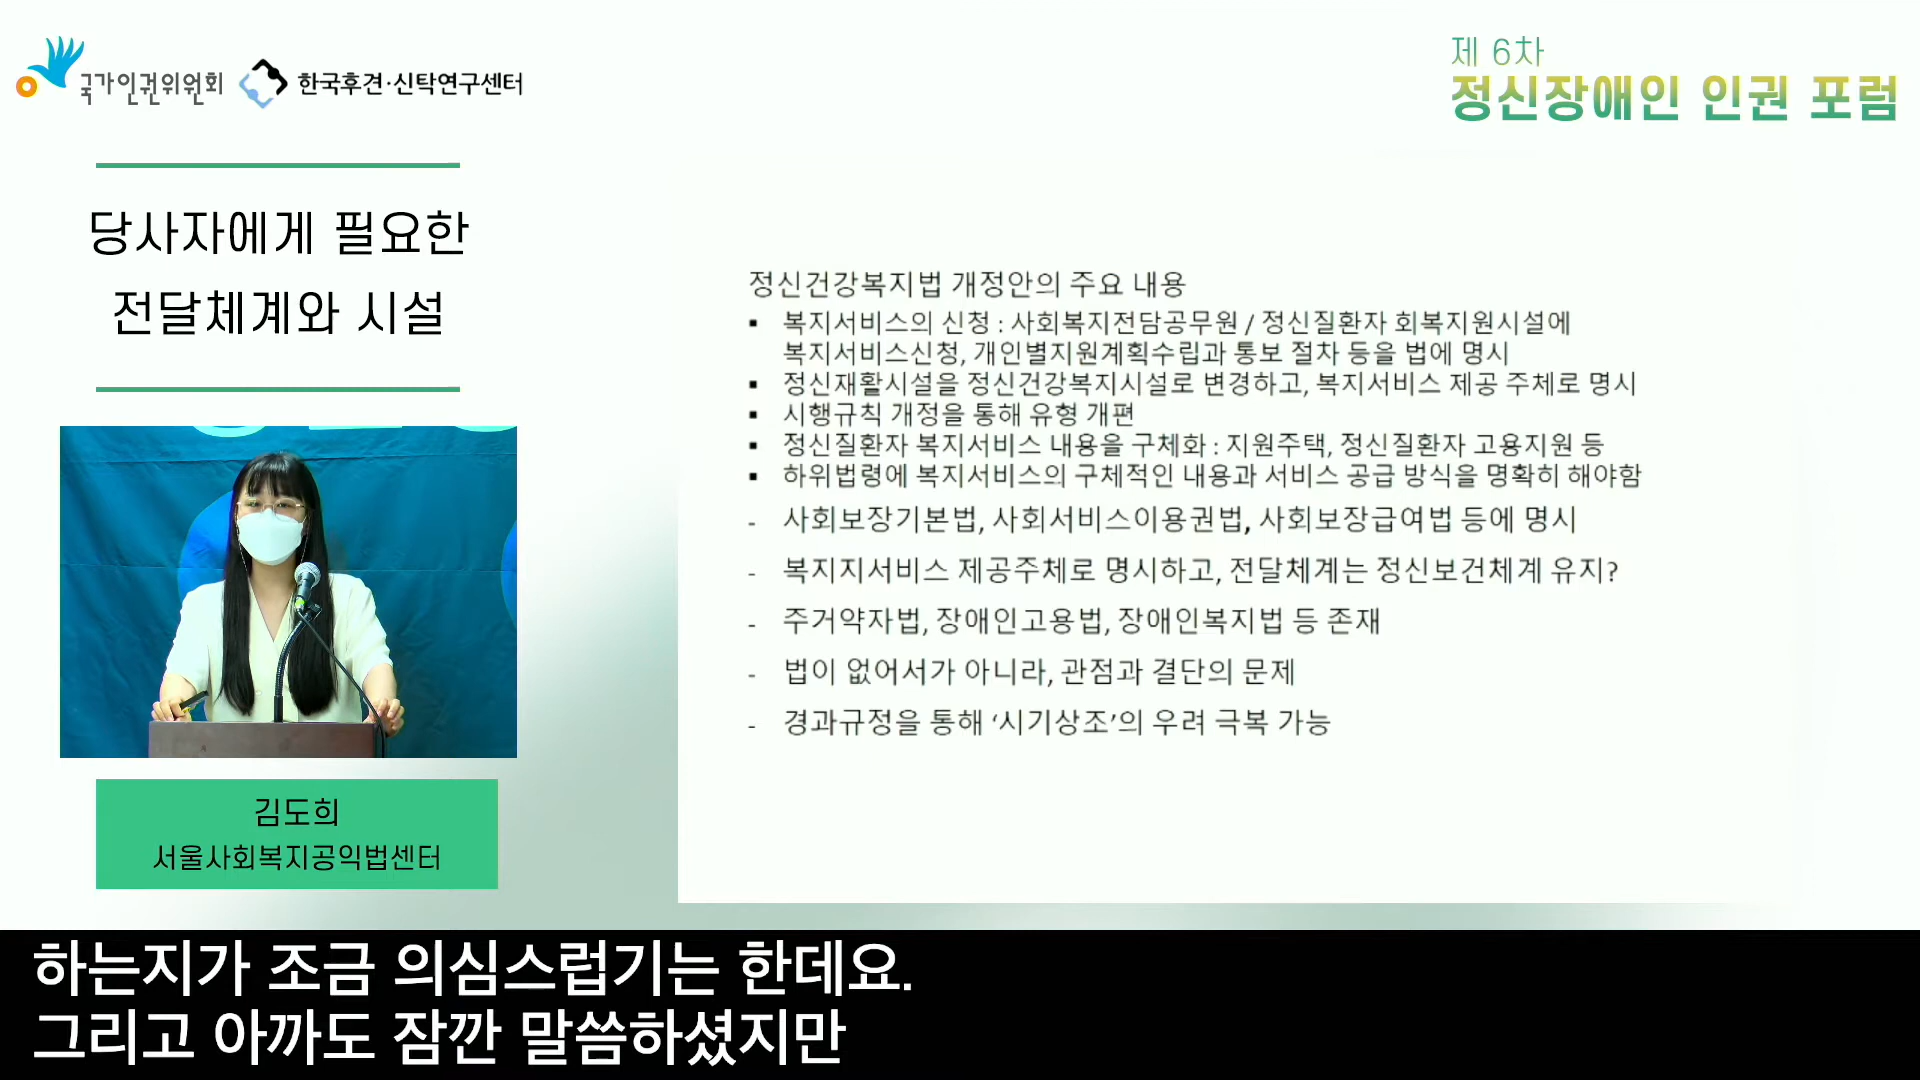 국가인권위원회
한국후견·신탁연구센터
제 6차
정신장애인 인권 포럼
당사자에게 필요한
전달체계와 시설
정신건강복지법 개정안의 주요 내용
▪ 복지서비스의 신청 : 사회복지전담공무원 / 정신질환자 회복지원시설에
복지서비스신청, 개인별지원계획수립과 통보 절차 등을 법에 명시
▪ 정신재활시설을 정신건강복지시설로 변경하고, 복지서비스 제공 주체로 명시
▪ 시행규칙 개정을 통해 유형 개편
▪ 정신질환자 복지서비스 내용을 구체화 : 지원주택, 정신질환자 고용지원 등
▪ 하위법령에 복지서비스의 구체적인 내용과 서비스 공급 방식을 명확히 해야함
- 사회보장기본법, 사회서비스이용권법, 사회보장급여법 등에 명시
- 복지지서비스 제공주체로 명시하고, 전달체계는 정신보건체계 유지?
- 주거약자법, 장애인고용법, 장애인복지법 등 존재
- 법이 없어서가 아니라, 관점과 결단의 문제
- 경과규정을 통해 ‘시기상조’의 우려 극복 가능
김도희
서울사회복지공익법센터
하는지가 조금 의심스럽기는 한데요.
그리고 아까도 잠깐 말씀하셨지만